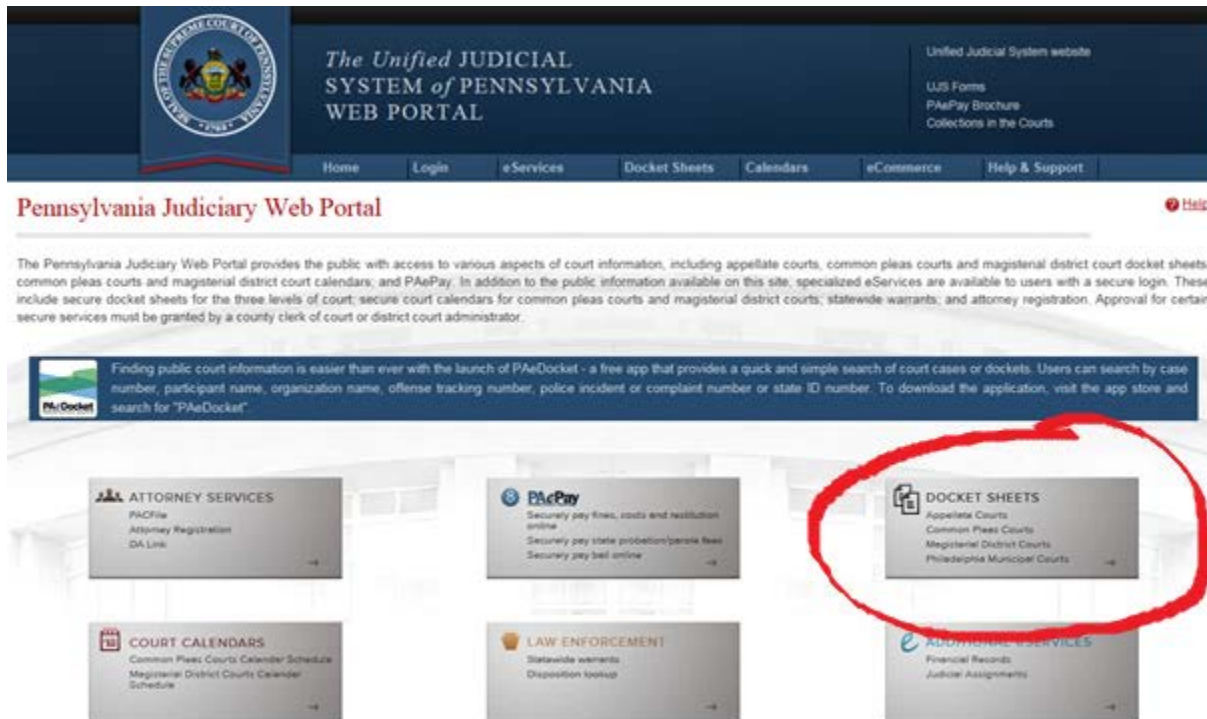 SEAL OF THE SUPREME COURT OF PENNSYLVANIA
The Unified JUDICIAL
SYSTEM of PENNSYLVANIA
WEB PORTAL
Unified Judicial System website
UJS Forms
PAePay Brochure
Collections in the Courts
Home Login eServices Docket Sheets Calendars eCommerce Help & Support
Pennsylvania Judiciary Web Portal
Help
The Pennsylvania Judiciary Web Portal provides the public with access to various aspects of court information, including appellate courts, common pleas courts and magisterial district court docket sheets
common pleas courts and magisterial district court calendars; and PAePay. In addition to the public information available on this site, specialized eServices are available to users with a secure login. These
include secure docket sheets for the three levels of court; secure court calendars for common pleas courts and magisterial district courts; statewide warrants; and attorney registration. Approval for certain
secure services must be granted by a county clerk of court or district court administrator.
Finding public court information is easier than ever with the launch of PAeDocket - a free app that provides a quick and simple search of court cases or dockets. Users can search by case
number, participant name, organization name, offense tracking number, police incident or complaint number or state ID number. To download the application, visit the app store and
search for "PAeDocket".
PAeDocket
ATTORNEY SERVICES
PACFile
Attorney Registration
DA Link
PAePay
Securely pay fines, costs and restitution
online
Securely pay state probation/parole fees
Securely pay bail online
DOCKET SHEETS
Appellate Courts
Common Pleas Courts
Magisterial District Courts
Philadelphia Municipal Courts
COURT CALENDARS
Common Pleas Courts Calender Schedule
Magisterial District Courts Calender
Schedule
LAW ENFORCEMENT
Statewide warrants
Disposition lookup
ADDITIONAL eSERVICES
Financial Records
Judicial Assignments